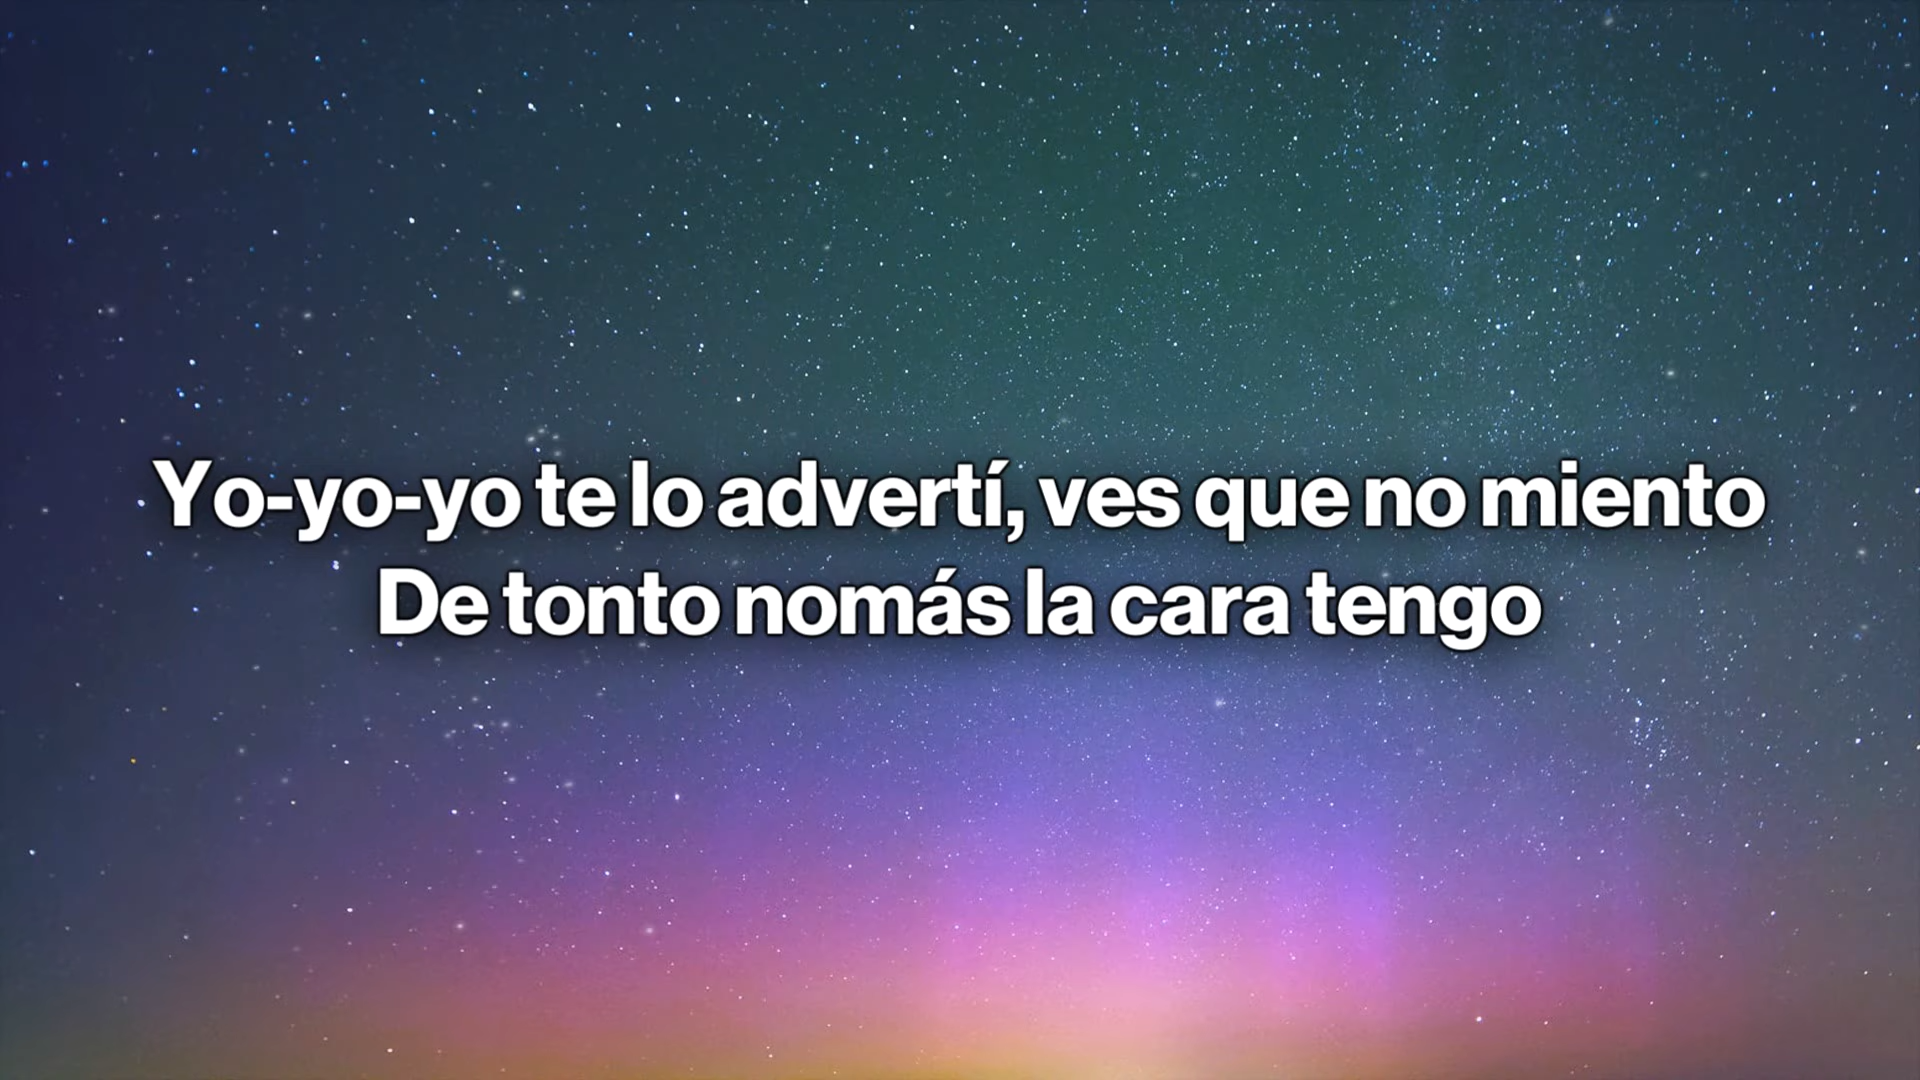 Yo-yo-yo te lo advertí, ves que no miento
De tonto nomás la cara tengo